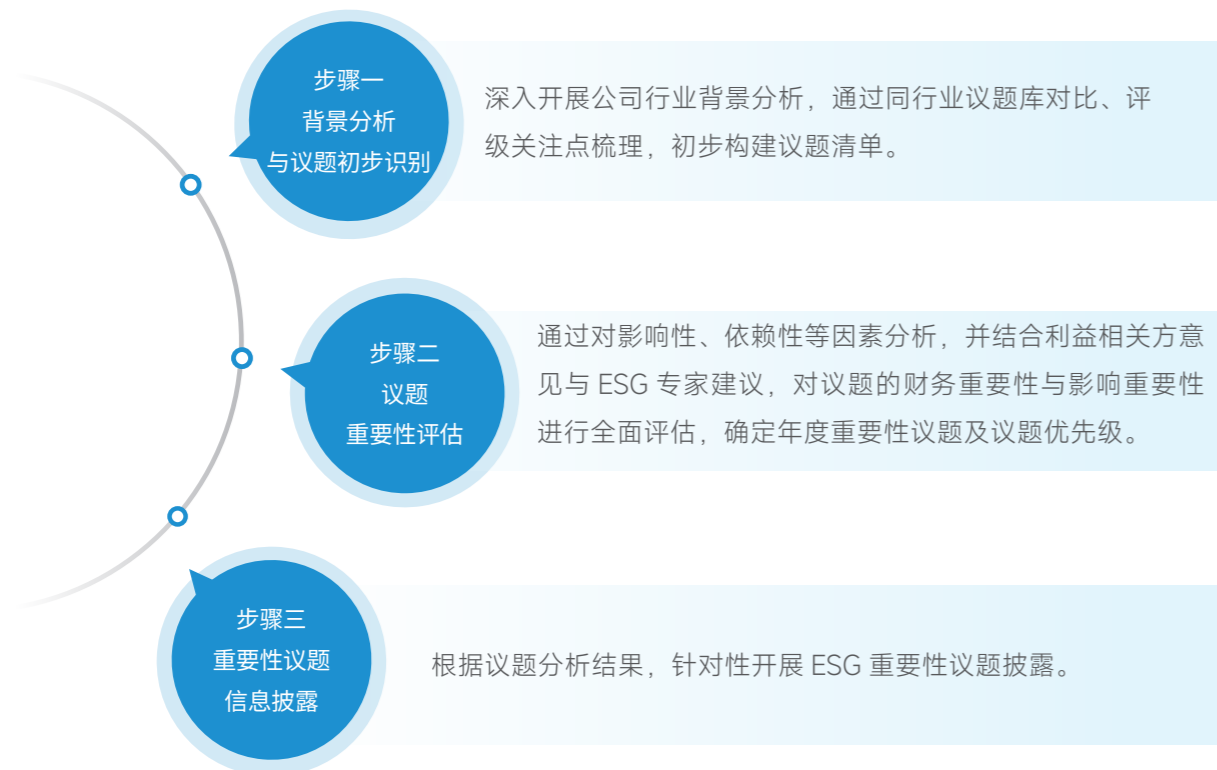 步骤一
背景分析
与议题初步识别
深入开展公司行业背景分析，通过同行业议题库对比、评
级关注点梳理，初步构建议题清单。
步骤二
议题
重要性评估
通过对影响性、依赖性等因素分析，并结合利益相关方意
见与 ESG 专家建议，对议题的财务重要性与影响重要性
进行全面评估，确定年度重要性议题及议题优先级。
步骤三
重要性议题
信息披露
根据议题分析结果，针对性开展 ESG 重要性议题披露。